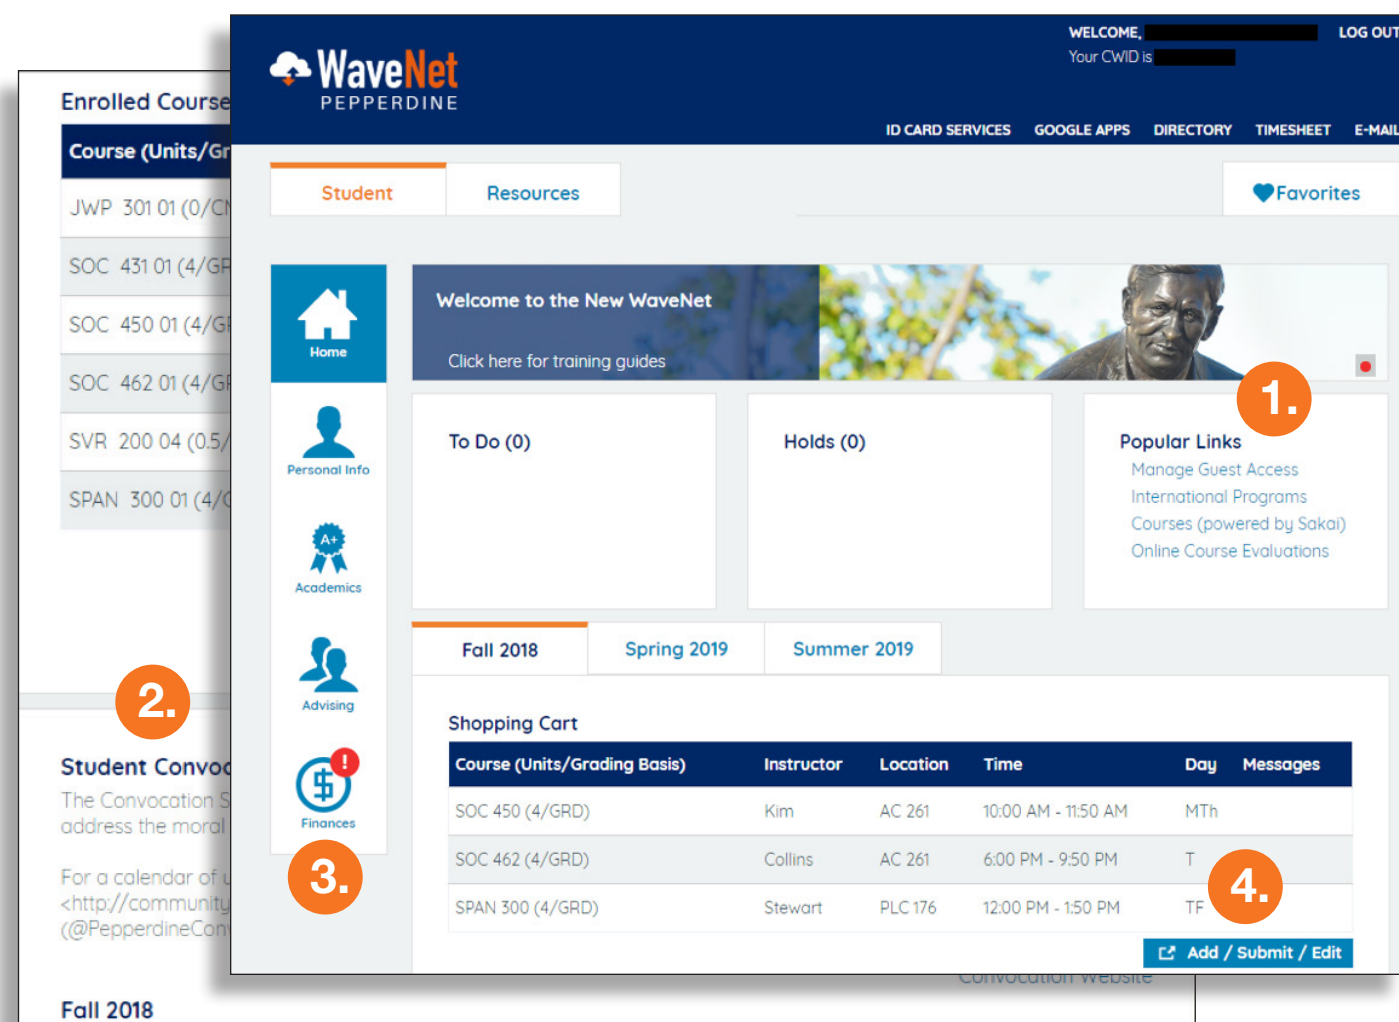 WaveNet
PEPPERDINE
WELCOME,
LOG OUT
Your CWID is
ID CARD SERVICES GOOGLE APPS DIRECTORY TIMESHEET E-MAIL
Student Resources Favorites
Home
Personal Info
A+
Academics
Advising
!
$
Finances
Welcome to the New WaveNet
Click here for training guides
1.
To Do (0)
Holds (0)
Popular Links
Manage Guest Access
International Programs
Courses (powered by Sakai)
Online Course Evaluations
Fall 2018 Spring 2019 Summer 2019
Shopping Cart
Course (Units/Grading Basis) Instructor Location Time Day Messages
SOC 450 (4/GRD) Kim AC 261 10:00 AM - 11:50 AM MTh
SOC 462 (4/GRD) Collins AC 261 6:00 PM - 9:50 PM T
SPAN 300 (4/GRD) Stewart PLC 176 12:00 PM - 1:50 PM TF
4.
Add / Submit / Edit
3.
Enrolled Course
Course (Units/Gr
JWP 301 01 (0/C
SOC 431 01 (4/GR
SOC 450 01 (4/G
SOC 462 01 (4/GR
SVR 200 04 (0.5/
SPAN 300 01 (4/
2.
Student Convoc
The Convocation S
address the moral
For a calendar of
<http://community
(@PepperdineCon
Convocation Website
Fall 2018